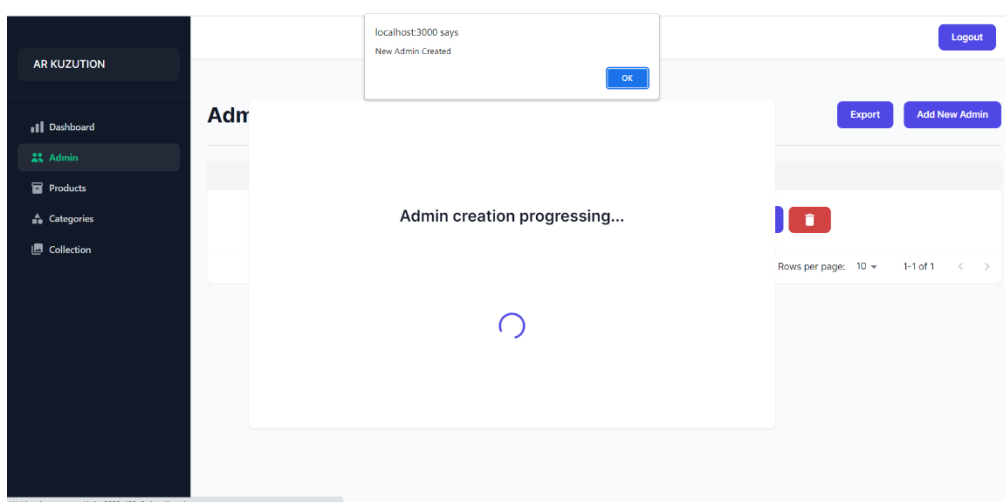 localhost:3000 says
New Admin Created
OK
Logout
AR KUZUTION
Dashboard
Admin
Products
Categories
Collection
Adm
Export
Add New Admin
Admin creation progressing...
Rows per page: 10
1-1 of 1